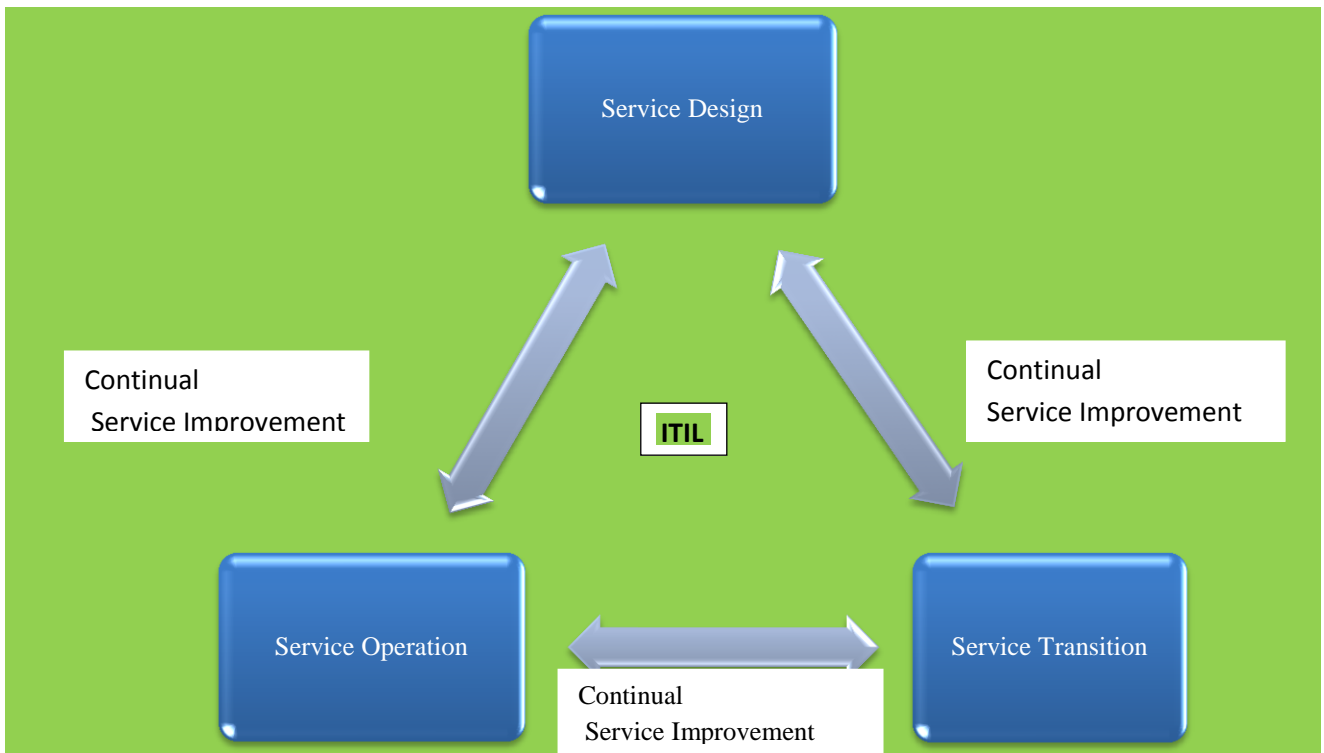 Service Design
Continual
Service Improvement
Continual
Service Improvement
ITIL
Service Operation
Service Transition
Continual
Service Improvement